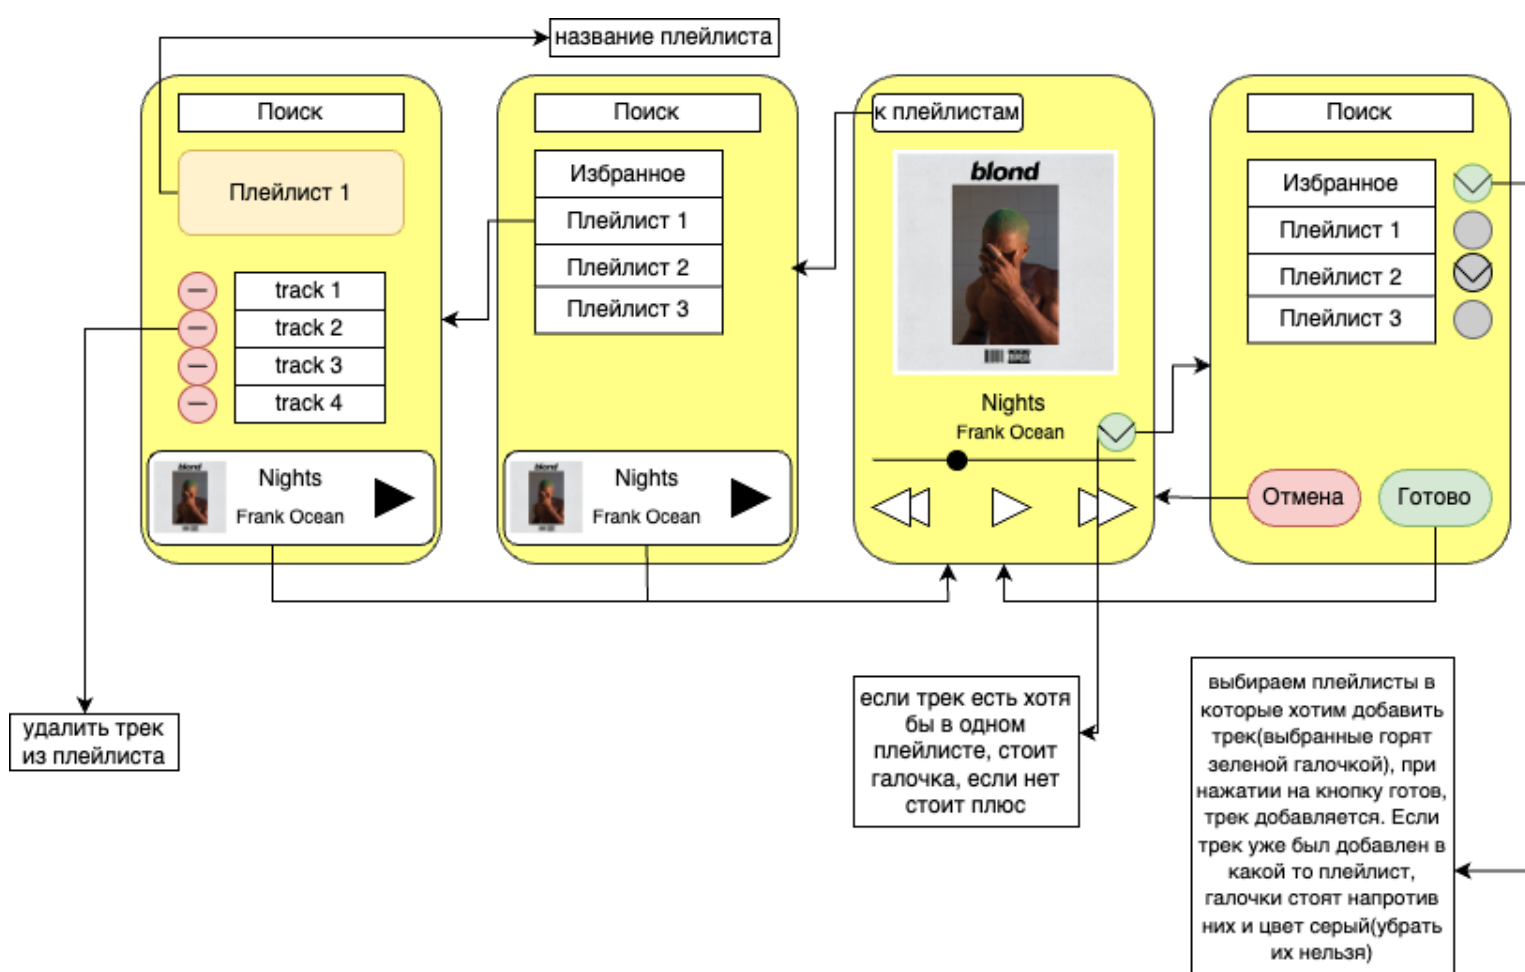 название плейлиста
Поиск
Плейлист 1
track 1
track 2
track 3
track 4
blond
Nights
Frank Ocean
Поиск
Избранное
Плейлист 1
Плейлист 2
Плейлист 3
blond
Nights
Frank Ocean
к плейлистам
blond
Nights
Frank Ocean
Поиск
Избранное
Плейлист 1
Плейлист 2
Плейлист 3
Отмена
Готово
удалить трек
из плейлиста
если трек есть хотя
бы в одном
плейлисте, стоит
галочка, если нет
стоит плюс
выбираем плейлисты в
которые хотим добавить
трек(выбранные горят
зеленой галочкой), при
нажатии на кнопку готов,
трек добавляется. Если
трек уже был добавлен в
какой то плейлист,
галочки стоят напротив
них и цвет серый(убрать
их нельзя)